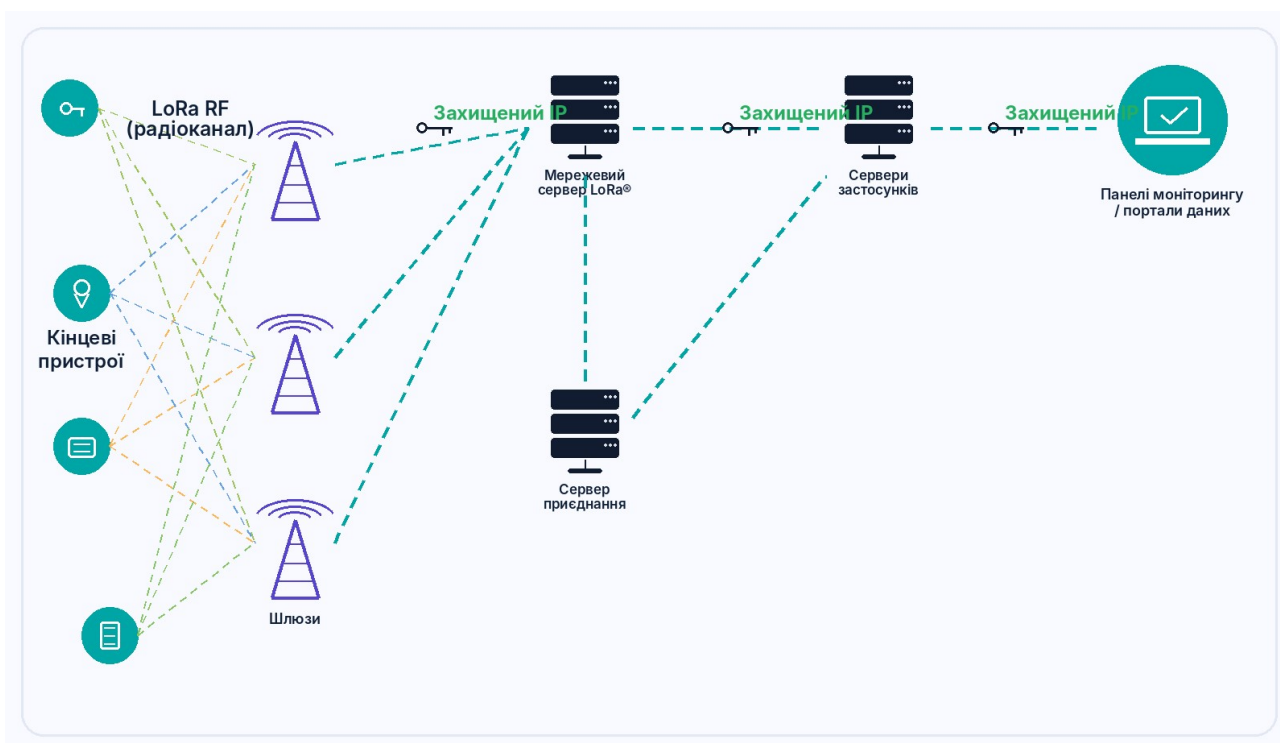 LoRa RF
(радіоканал)
Захищений IP
Захищений IP
Захищений IP
Мережевий
сервер LoRa®
Сервери
застосунків
Панелі моніторингу
/ портали даних
Кінцеві
пристрої
Сервер
приєднання
Шлюзи